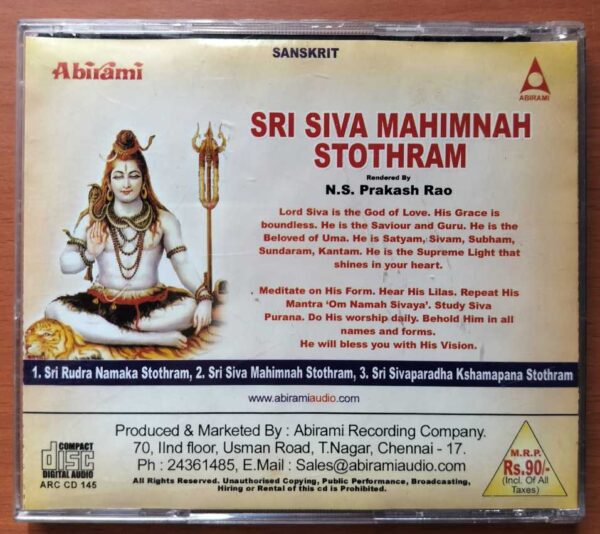 SANSKRIT
Abirami
ABIRAMI
SRI SIVA MAHIMNAH
STOTHRAM
Rendered By
N.S. Prakash Rao
Lord Siva is the God of Love. His Grace is
boundless. He is the Saviour and Guru. He is the
Beloved of Uma. He is Satyam, Sivam, Subham,
Sundaram, Kantam. He is the Supreme Light that
shines in your heart.
Meditate on His Form. Hear His Lilas. Repeat His
Mantra ‘Om Namah Sivaya’. Study Siva
Purana. Do His worship daily. Behold Him in all
names and forms.
He will bless you with His Vision.
1. Sri Rudra Namaka Stothram, 2. Sri Siva Mahimnah Stothram, 3. Sri Sivaparadha Kshamapana Stothram
www.abiramiaudio.com
Produced & Marketed By : Abirami Recording Company.
70, IInd floor, Usman Road, T.Nagar, Chennai - 17.
Ph : 24361485, E.Mail : Sales@abiramiaudio.com
All Rights Reserved. Unauthorised Copying, Public Performance, Broadcasting,
Hiring or Rental of this cd is Prohibited.
COMPACT
disc
DIGITAL AUDIO
ARC CD 145
M.R.P.
Rs.90/-
(Incl. Of All
Taxes)